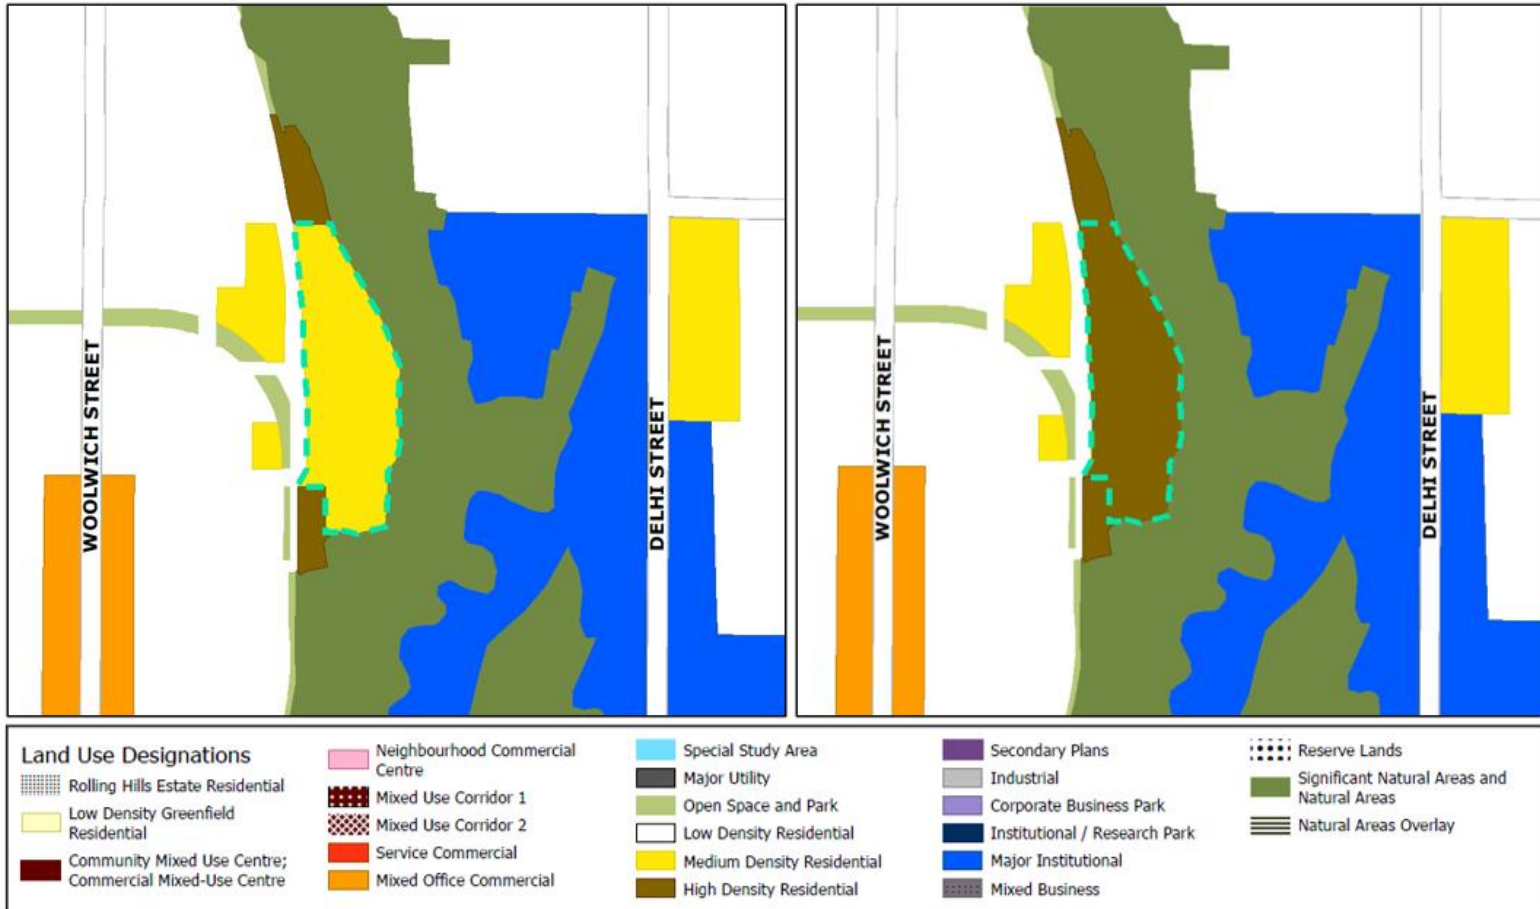 WOOLWICH STREET
DELHI STREET
WOOLWICH STREET
DELHI STREET
Land Use Designations
Rolling Hills Estate Residential
Low Density Greenfield
Residential
Community Mixed Use Centre;
Commercial Mixed-Use Centre
Neighbourhood Commercial
Centre
Mixed Use Corridor 1
Mixed Use Corridor 2
Service Commercial
Mixed Office Commercial
Special Study Area
Major Utility
Open Space and Park
Low Density Residential
Medium Density Residential
High Density Residential
Secondary Plans
Industrial
Corporate Business Park
Institutional / Research Park
Major Institutional
Mixed Business
Reserve Lands
Significant Natural Areas and
Natural Areas
Natural Areas Overlay